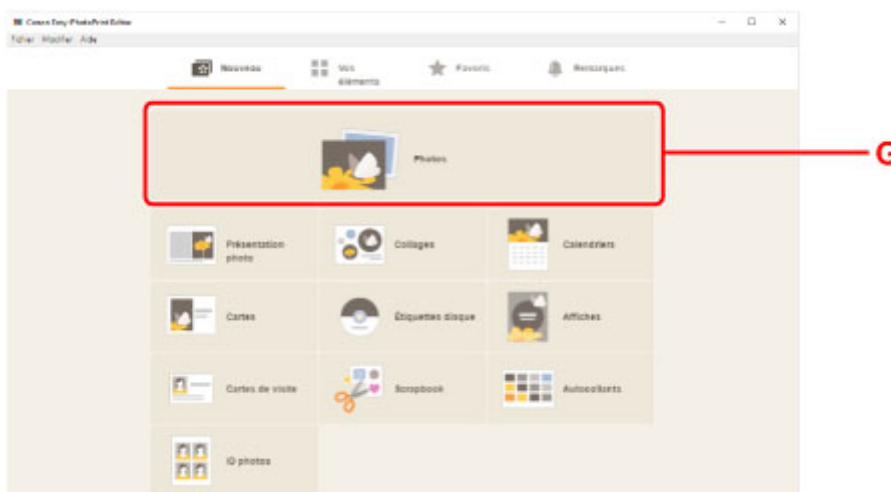 Canon Easy-PhotoPrint Editor
Fichier Modifier Aide
Nouveau
Vos
éléments
Favoris
Remarques
Photos
G
Présentation
photo
Collages
Calendriers
Cartes
Étiquettes disque
Affiches
Cartes de visite
Scrapbook
Autocollants
ID photos